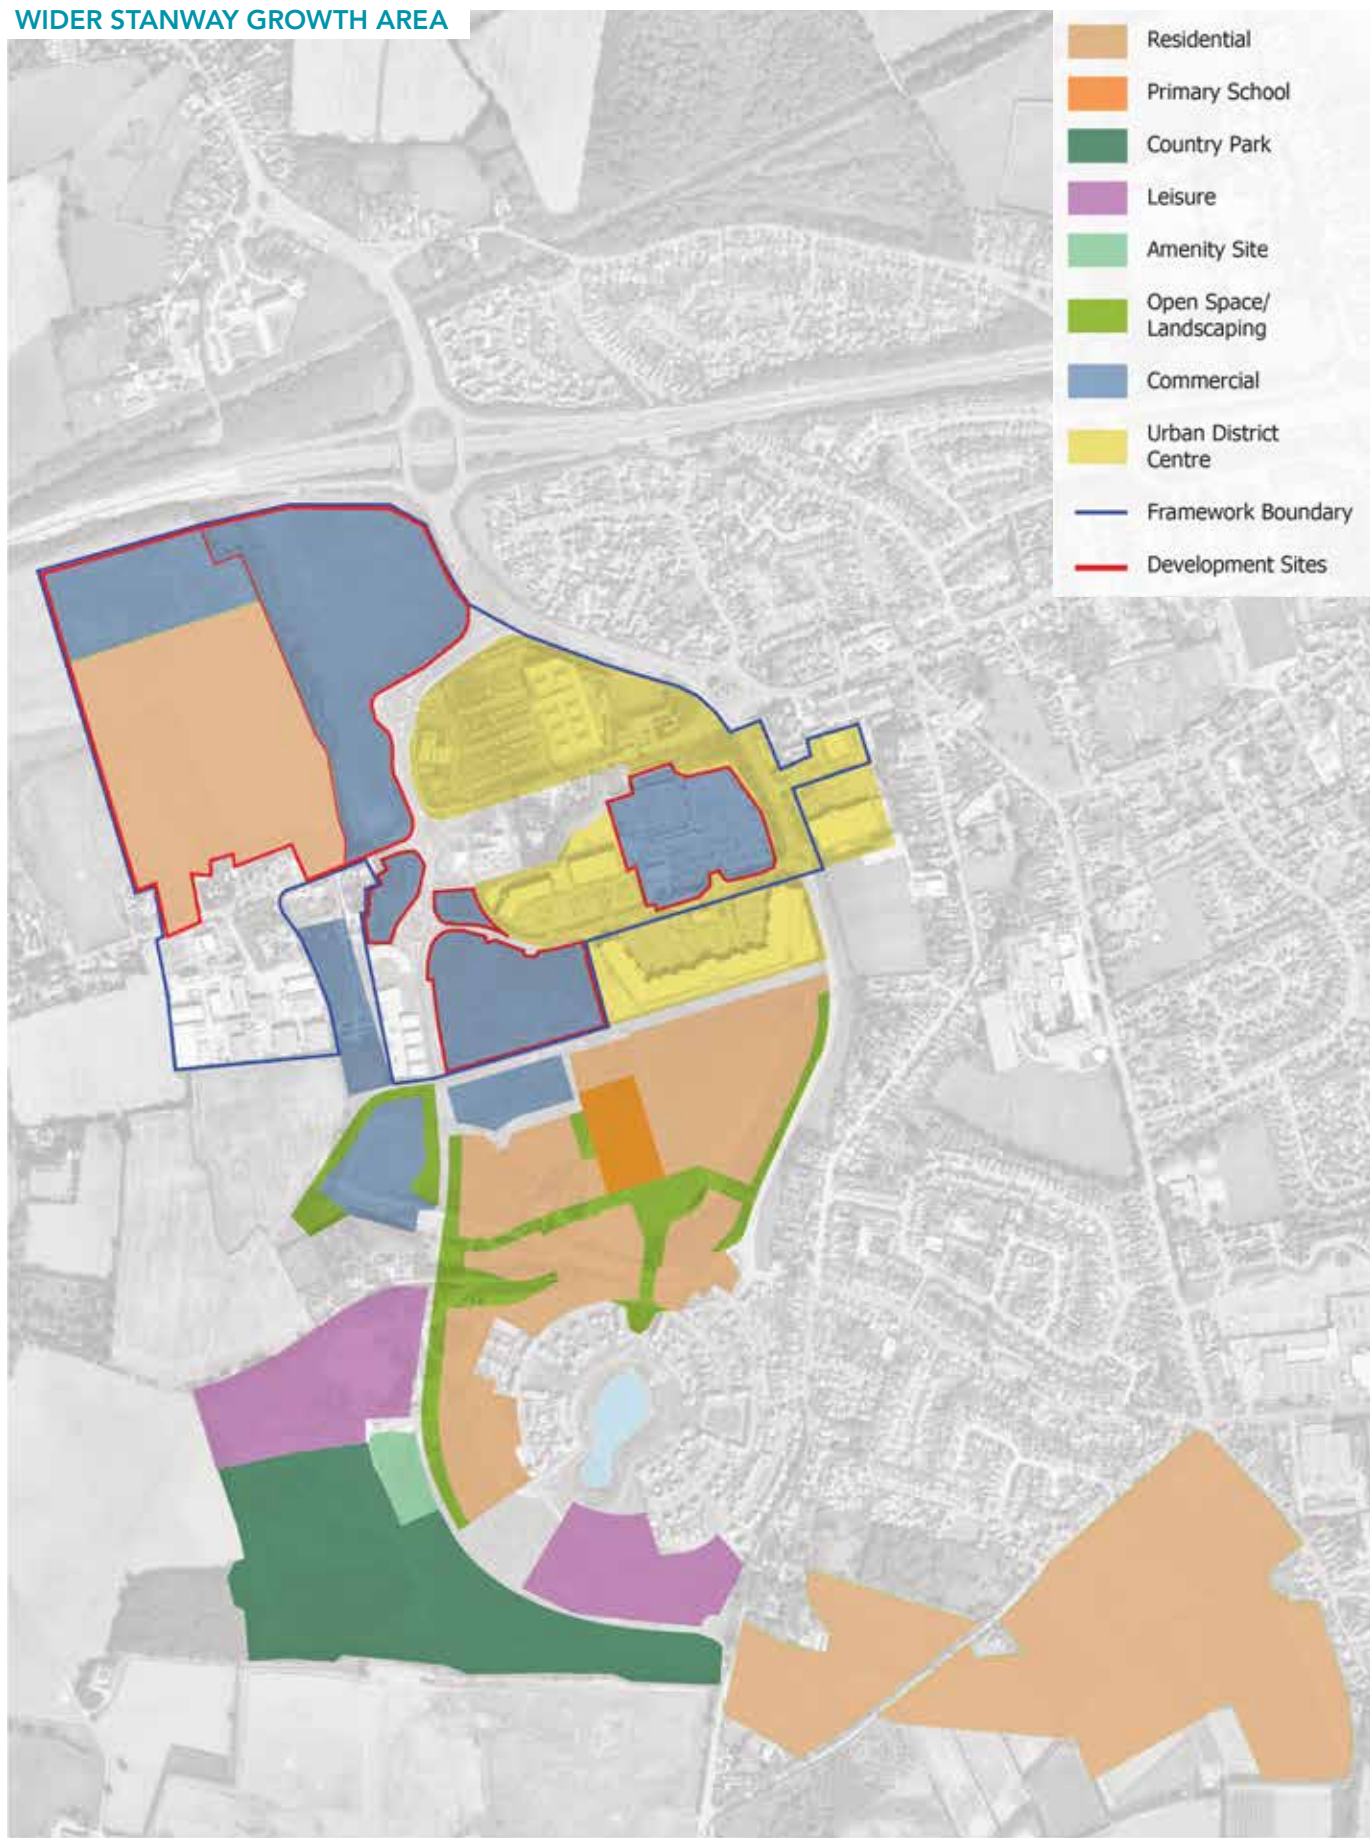 WIDER STANWAY GROWTH AREA
Residential
Primary School
Country Park
Leisure
Amenity Site
Open Space/
Landscaping
Commercial
Urban District
Centre
Framework Boundary
Development Sites